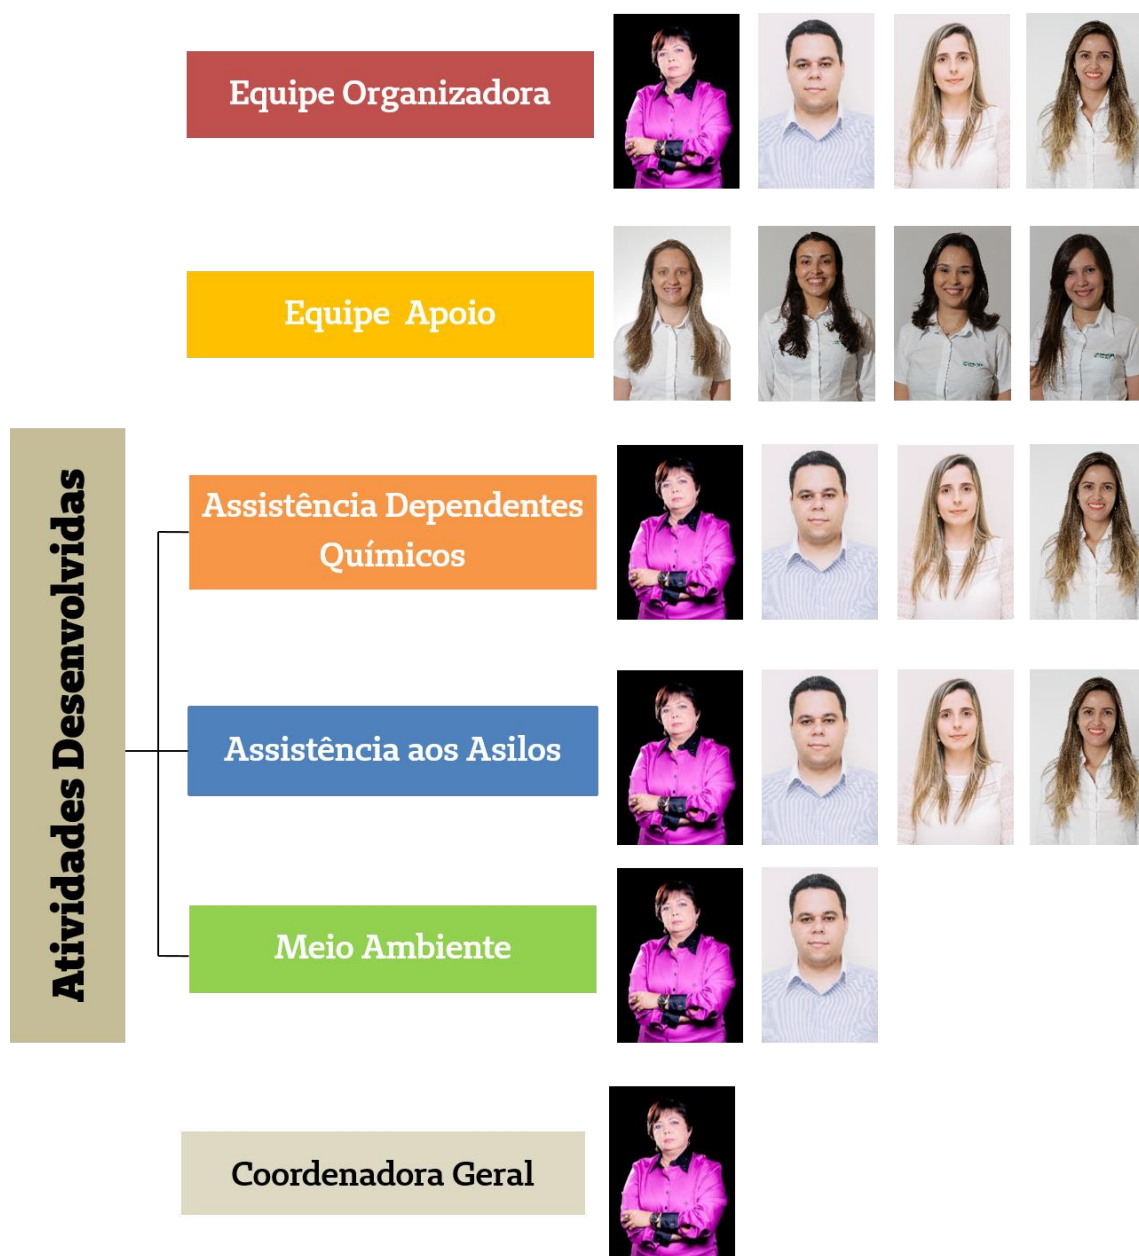 Equipe Organizadora
Equipe Apoio
Atividades Desenvolvidas
Assistência Dependentes
Químicos
Assistência aos Asilos
Meio Ambiente
Coordenadora Geral